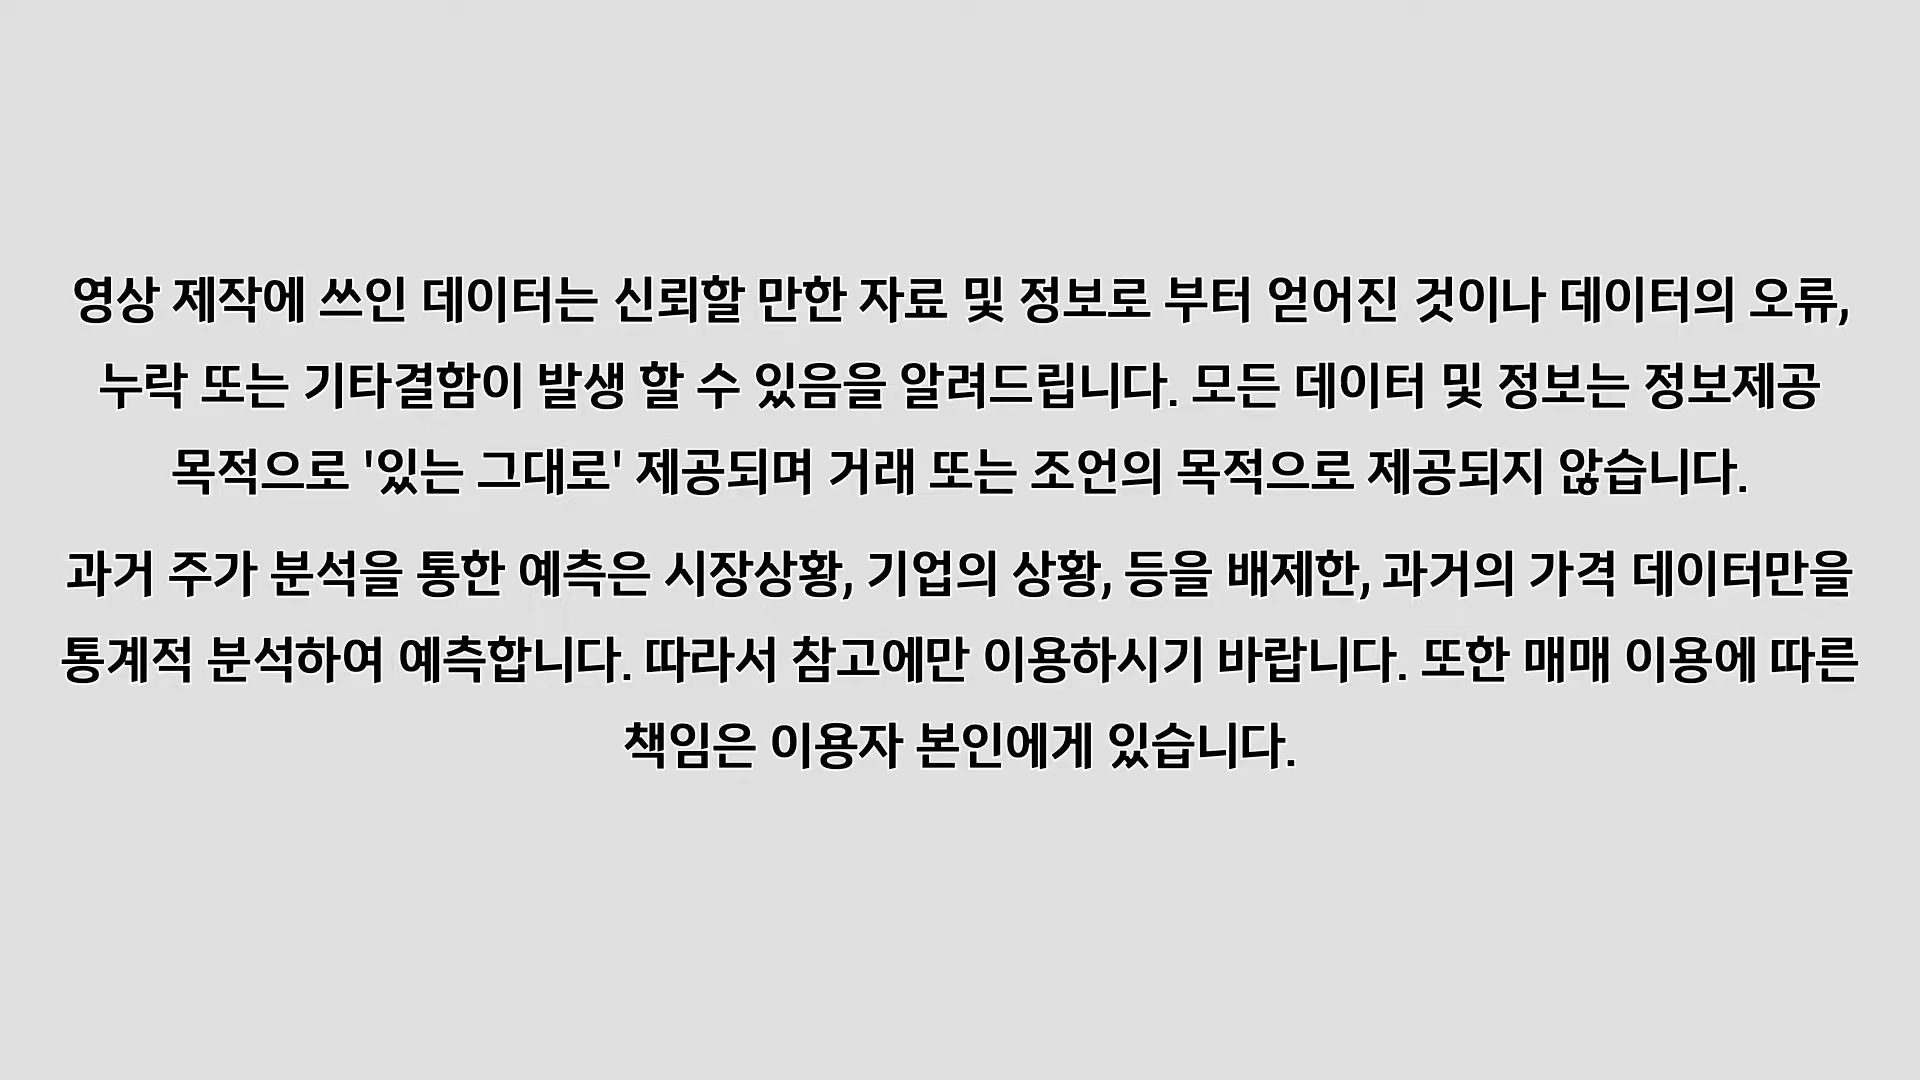 영상 제작에 쓰인 데이터는 신뢰할 만한 자료 및 정보로 부터 얻어진 것이나 데이터의 오류,
누락 또는 기타결함이 발생 할 수 있음을 알려드립니다. 모든 데이터 및 정보는 정보제공
목적으로 '있는 그대로' 제공되며 거래 또는 조언의 목적으로 제공되지 않습니다.
과거 주가 분석을 통한 예측은 시장상황, 기업의 상황, 등을 배제한, 과거의 가격 데이터만을
통계적 분석하여 예측합니다. 따라서 참고에만 이용하시기 바랍니다. 또한 매매 이용에 따른
책임은 이용자 본인에게 있습니다.